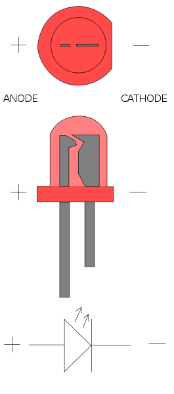 + —
ANODE CATHODE
+ —
+ —